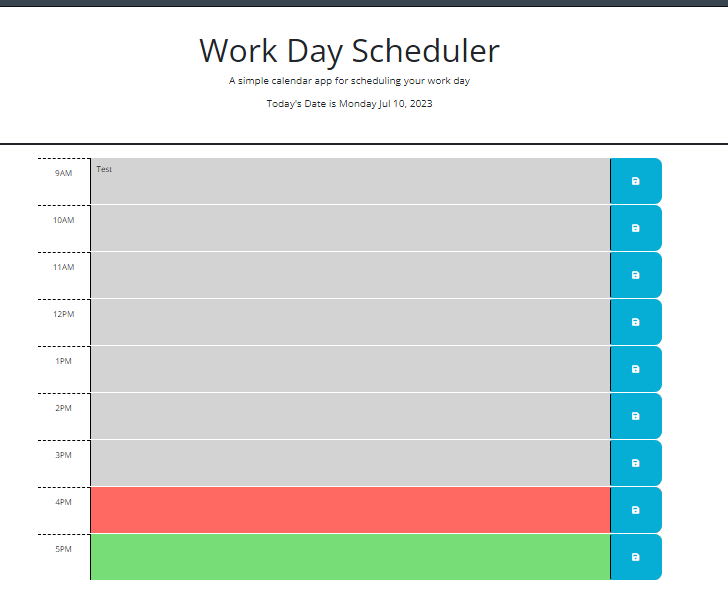 Work Day Scheduler
A simple calendar app for scheduling your work day
Today's Date is Monday Jul 10, 2023
9AM
Test
10AM
11AM
12PM
1PM
2PM
3PM
4PM
5PM